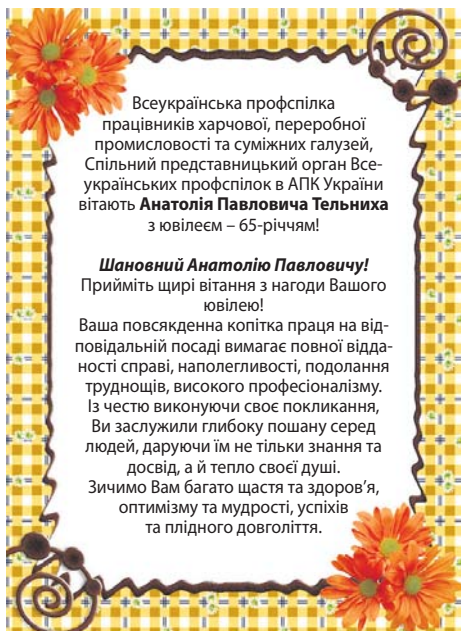 Всеукраїнська профспілка
працівників харчової, переробної
промисловості та суміжних галузей,
Спільний представницький орган Все-
українських профспілок в АПК України
вітають Анатолія Павловича Тельниха
з ювілеєм – 65-річчям!
Шановний Анатолію Павловичу!
Прийміть щирі вітання з нагоди Вашого
ювілею!
Ваша повсякденна копітка праця на від-
повідальній посаді вимагає повної відда-
ності справі, наполегливості, подолання
труднощів, високого професіоналізму.
Із честю виконуючи своє покликання,
Ви заслужили глибоку пошану серед
людей, даруючи їм не тільки знання та
досвід, а й тепло своєї душі.
Зичимо Вам багато щастя та здоров’я,
оптимізму та мудрості, успіхів
та плідного довголіття.